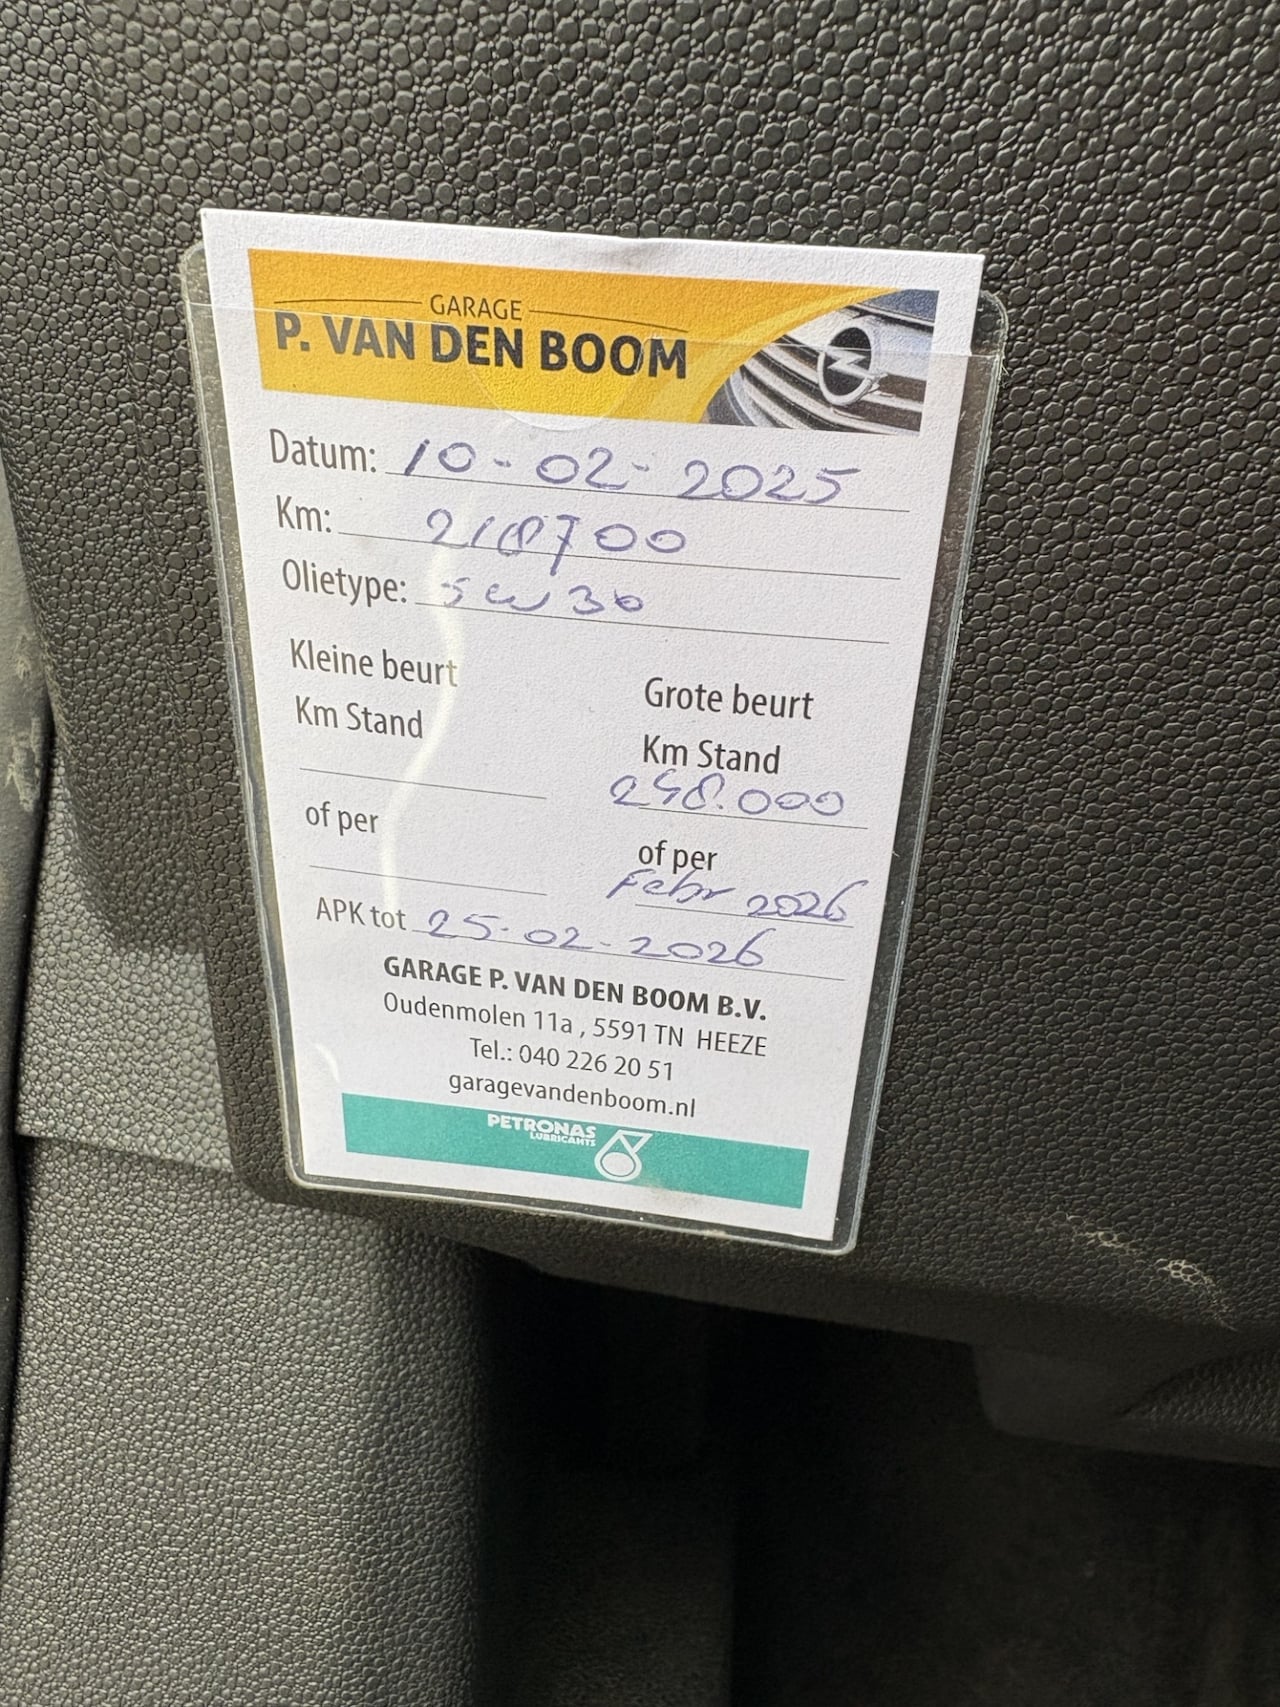 GARAGE
P. VAN DEN BOOM
Datum: 10-02-2025
Km: 218700
Olietype: 5W30
Kleine beurt
Km Stand
of per
Grote beurt
Km Stand
248.000
of per
Febr 2026
APK tot 25-02-2026
GARAGE P. VAN DEN BOOM B.V.
Oudenmolen 11a , 5591 TN HEEZE
Tel.: 040 226 20 51
garagevandenboom.nl
PETRONAS
LUBRICANTS